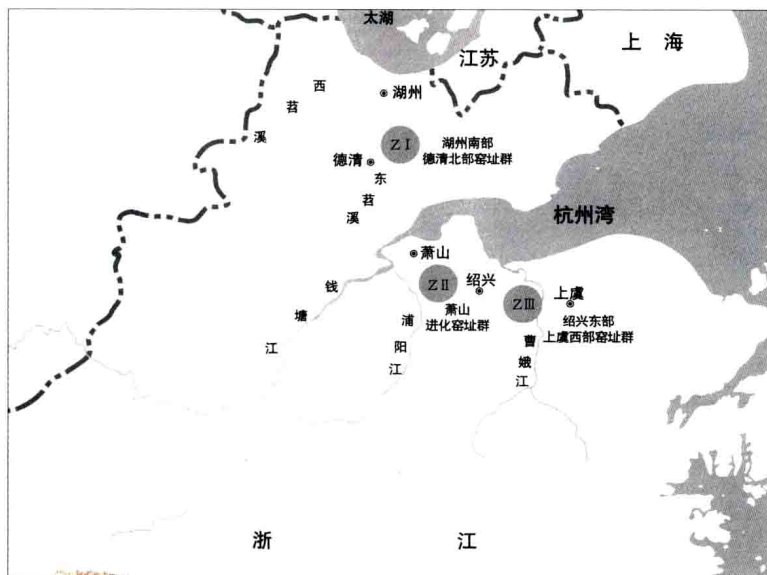 太湖
江苏
上 海
湖州
西苕溪
ZⅠ
湖州南部
德清北部窑址群
德清
东苕溪
杭州湾
萧山
ZⅡ
绍兴
ZⅢ
上虞
钱塘江
浦阳江
萧山
进化窑址群
绍兴东部
上虞西部窑址群
曹娥江
浙 江